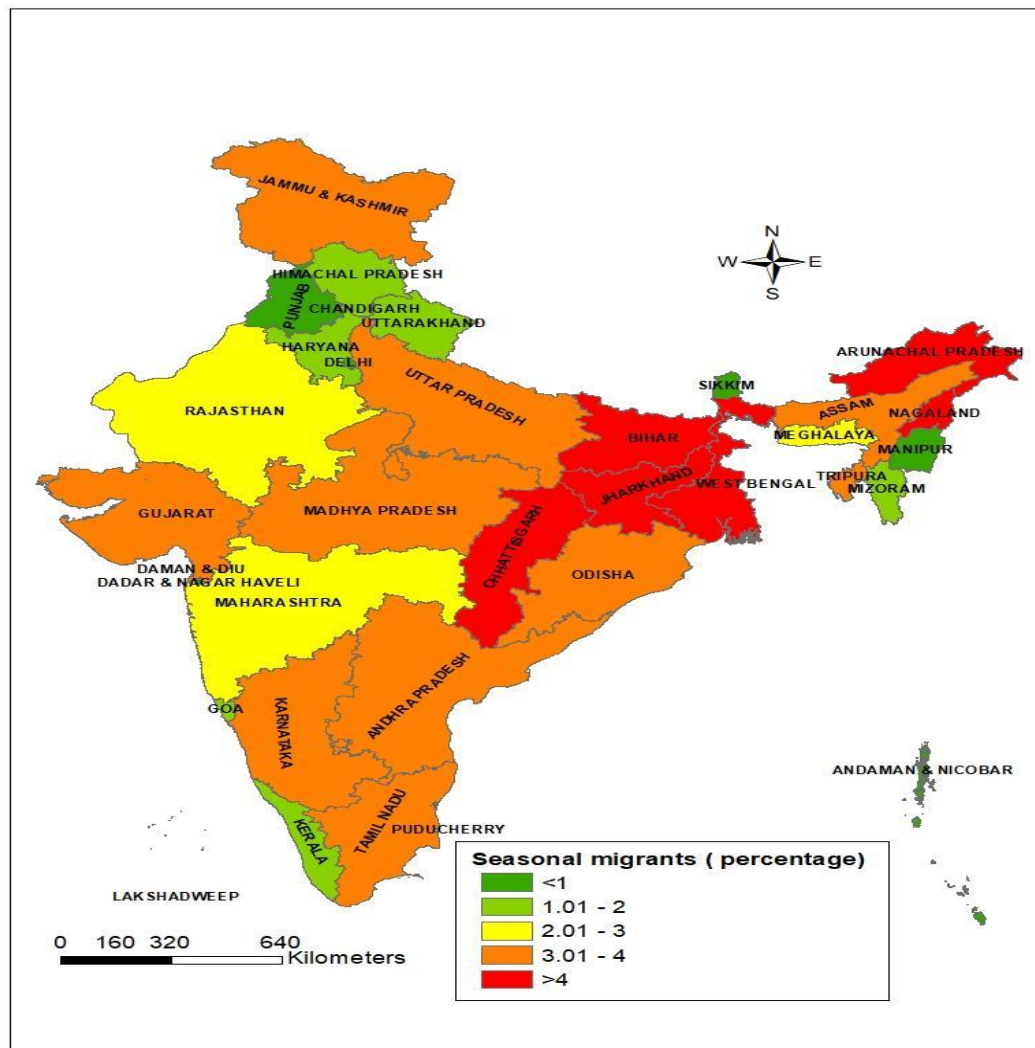 JAMMU & KASHMIR
N
W E
S
HIMACHAL PRADESH
PUNJAB
CHANDIGARH
UTTARAKHAND
HARYANA
DELHI
ARUNACHAL PRADESH
SIKKIM
UTTAR PRADESH
ASSAM
NAGALAND
RAJASTHAN
MEGHALAYA
BIHAR
MANIPUR
TRIPURA
MIZORAM
JHARKHAND
WEST BENGAL
GUJARAT
MADHYA PRADESH
CHHATTISGARH
DAMAN & DIU
DADAR & NAGAR HAVELI
ODISHA
MAHARASHTRA
GOA
KARNATAKA
ANDHRA PRADESH
ANDAMAN & NICOBAR
KERALA
TAMIL NADU
PUDUCHERRY
LAKSHADWEEP
Seasonal migrants ( percentage)
<1
1.01 - 2
2.01 - 3
3.01 - 4
>4
0 160 320 640
Kilometers